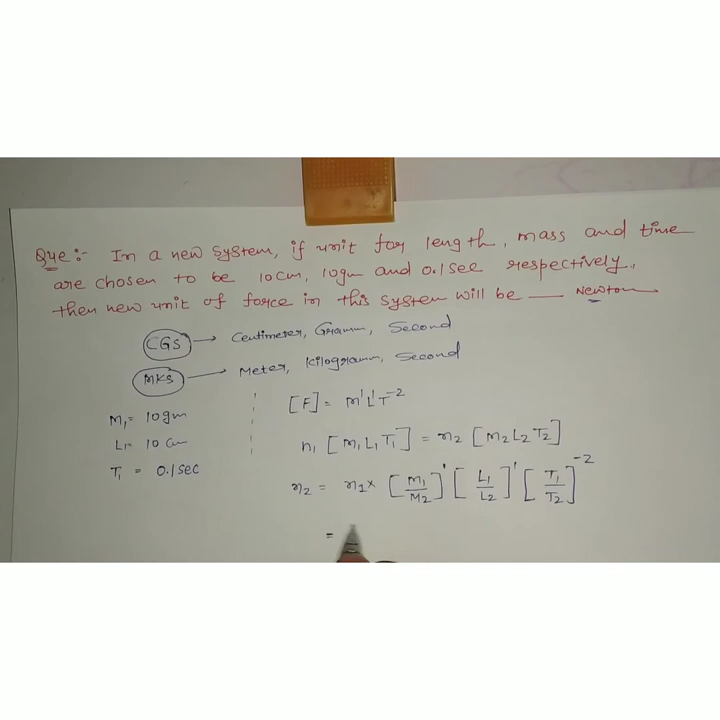 Que:- In a new system, if unit for length, mass and time
are chosen to be 10cm, 10gm and 0.1sec respectively,
then new unit of force in this system will be — Newton
CGS → Centimeter, Gramm, Second
MKS → Meter, kilogramm, second
M₁= 10gm
L₁= 10 cm
T₁ = 0.1sec
[F] = M¹L¹T⁻²
n₁ [M₁L₁T₁] = n₂ [M₂L₂T₂]
n₂ = n₁× [M₁/M₂]¹ [L₁/L₂]¹ [T₁/T₂]⁻²
=